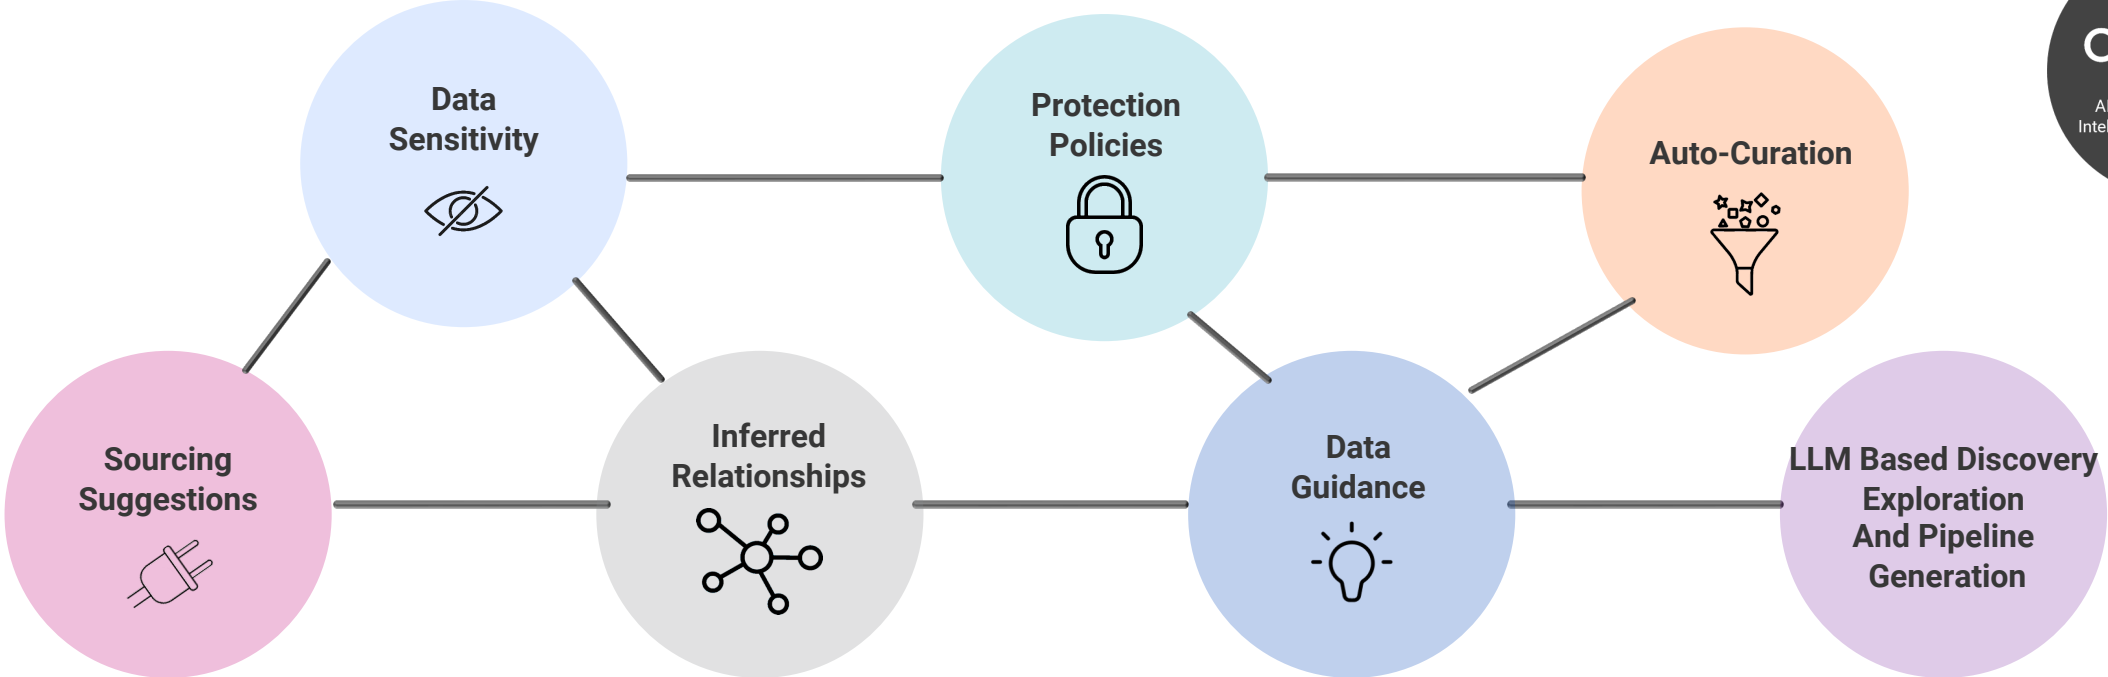 Data
Sensitivity
Protection
Policies
Auto-Curation
Sourcing
Suggestions
Inferred
Relationships
Data
Guidance
LLM Based Discovery
Exploration
And Pipeline
Generation